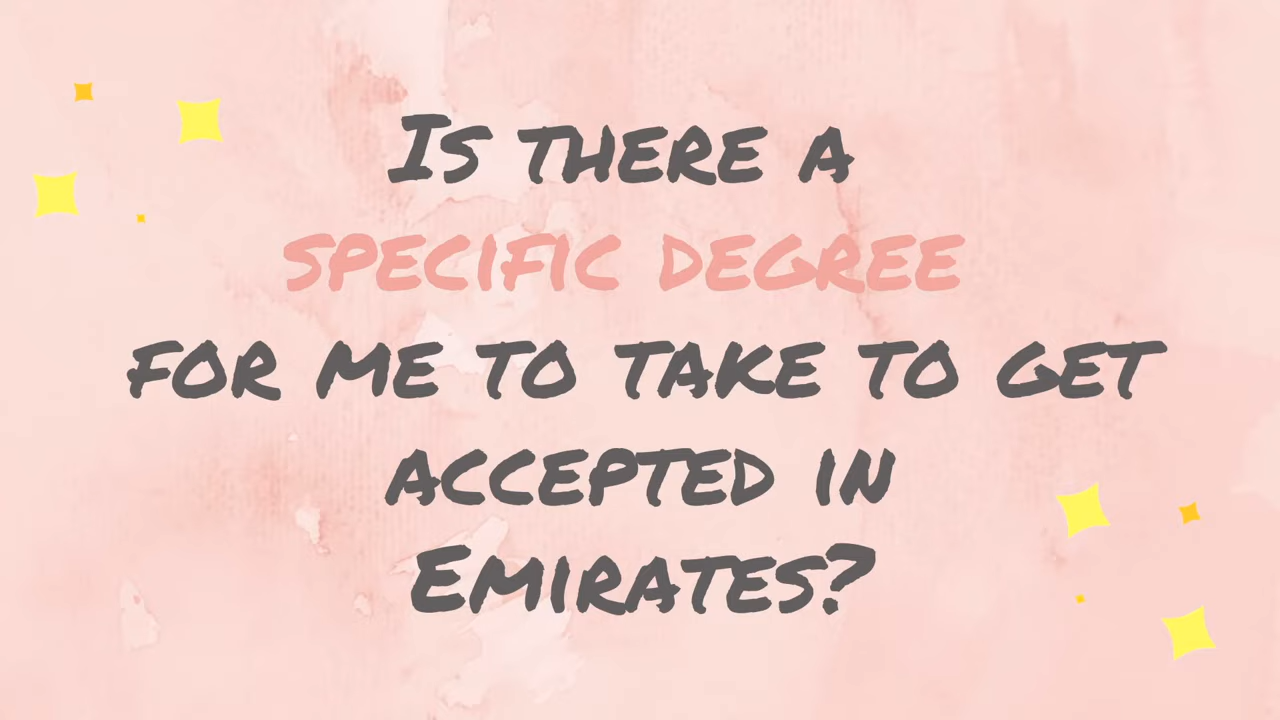 Is there a
specific degree
for me to take to get
accepted in
Emirates?